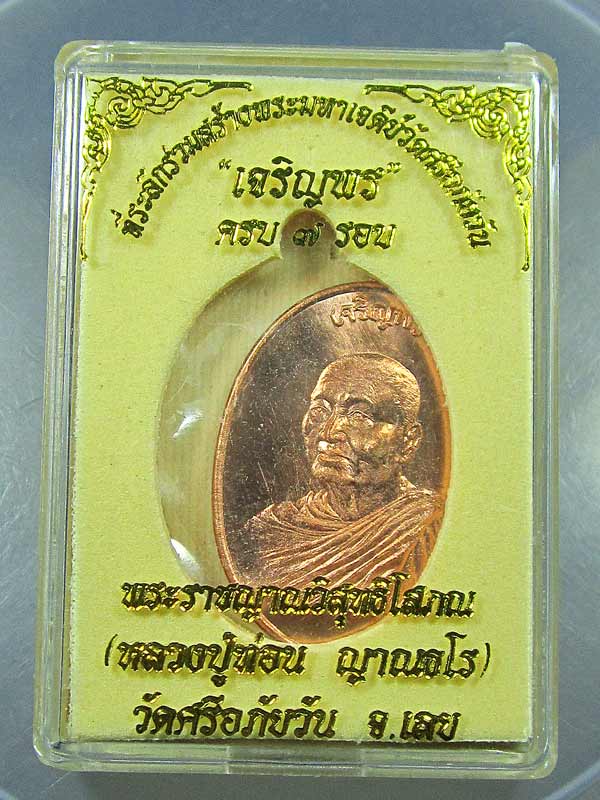 ที่ระลึกร่วมสร้างพระมหาเจดีย์วัดศรีอภัยวัน
"เจริญพร"
ครบ ๗ รอบ
เจริญพร
พระราชญาณวิสุทธิโสภณ
(หลวงปู่ท่อน ญาณธโร)
วัดศรีอภัยวัน จ.เลย